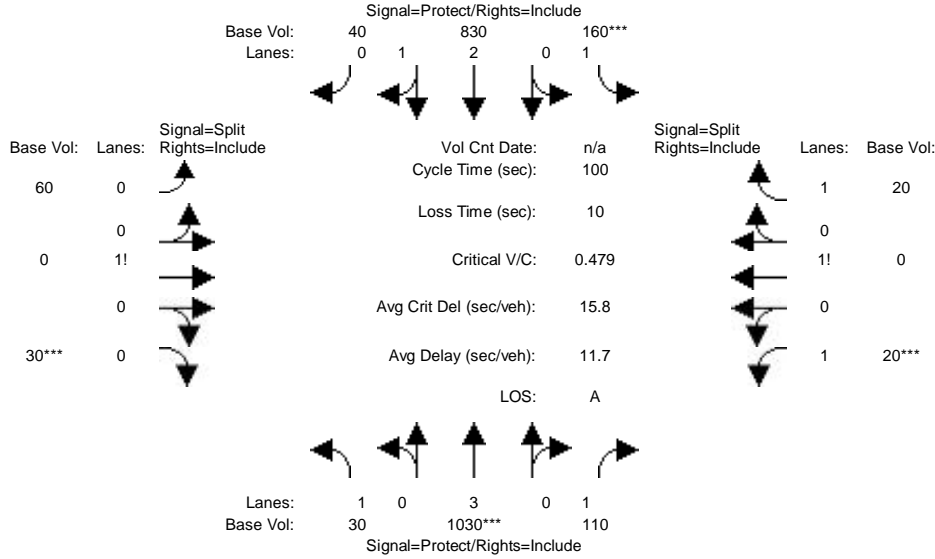 Signal=Protect/Rights=Include
Base Vol: 40 830 160***
Lanes: 0 1 2 0 1
Signal=Split
Base Vol: Lanes: Rights=Include
Vol Cnt Date: n/a
Signal=Split
Rights=Include Lanes: Base Vol:
Cycle Time (sec): 100
60 0
1 20
Loss Time (sec): 10
0
0
0 1!
Critical V/C: 0.479
1! 0
0
Avg Crit Del (sec/veh): 15.8
0
30*** 0
Avg Delay (sec/veh): 11.7
1 20***
LOS: A
Lanes: 1 0 3 0 1
Base Vol: 30 1030*** 110
Signal=Protect/Rights=Include